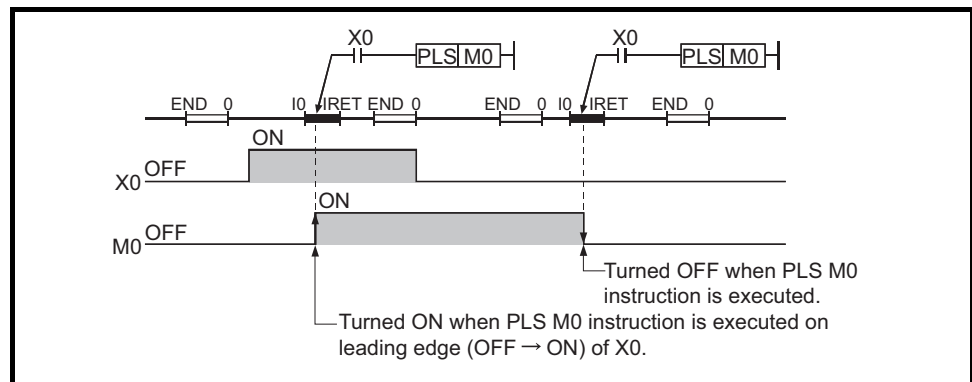 X0 X0
PLS M0 PLS M0
END 0 I0 IRET END 0 END 0 I0 IRET END 0
ON
X0 OFF
ON
M0 OFF
Turned OFF when PLS M0
instruction is executed.
Turned ON when PLS M0 instruction is executed on
leading edge (OFF → ON) of X0.